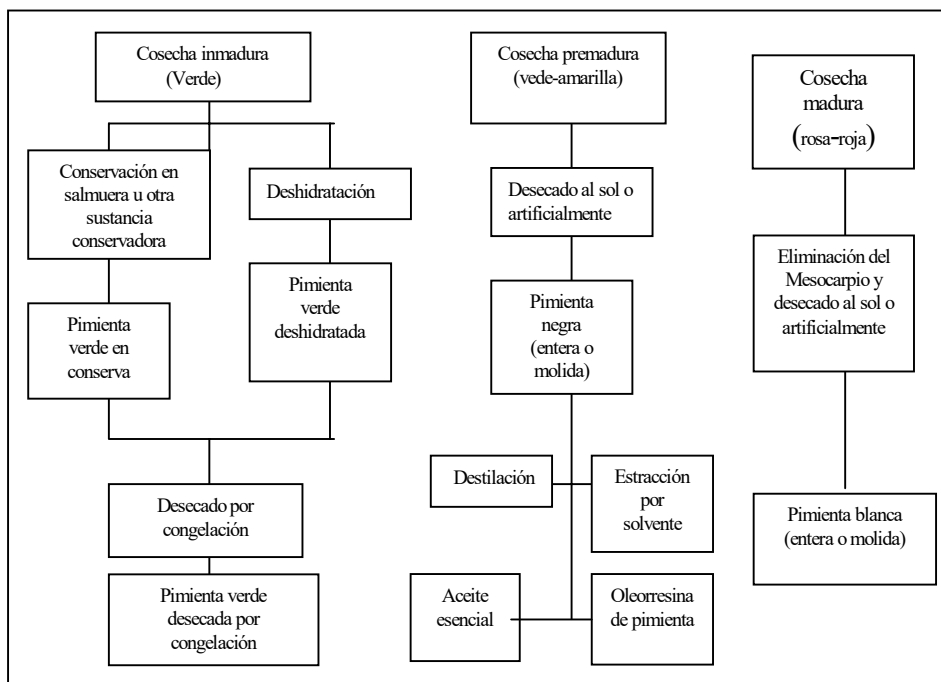 Cosecha inmadura
(Verde)
Conservación en
salmuera u otra
sustancia
conservadora
Deshidratación
Pimienta
verde en
conserva
Pimienta
verde
deshidratada
Desecado por
congelación
Pimienta verde
desecada por
congelación
Cosecha premadura
(vede-amarilla)
Desecado al sol o
artificialmente
Pimienta
negra
(entera o
molida)
Destilación
Estracción
por
solvente
Aceite
esencial
Oleorresina
de pimienta
Cosecha
madura
(rosa-roja)
Eliminación del
Mesocarpio y
desecado al sol o
artificialmente
Pimienta blanca
(entera o molida)